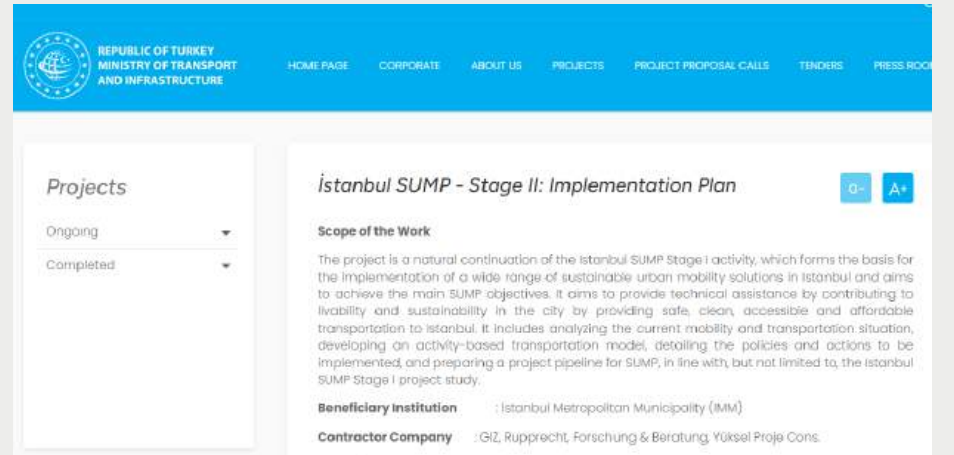 REPUBLIC OF TURKEY
MINISTRY OF TRANSPORT
AND INFRASTRUCTURE
HOME PAGE CORPORATE ABOUT US PROJECTS PROJECT PROPOSAL CALLS TENDERS PRESS ROOM
Projects
Ongoing
Completed
İstanbul SUMP - Stage II: Implementation Plan
a- A+
Scope of the Work
The project is a natural continuation of the Istanbul SUMP Stage I activity, which forms the basis for
the implementation of a wide range of sustainable urban mobility solutions in Istanbul and aims
to achieve the main SUMP objectives. It aims to provide technical assistance by contributing to
livability and sustainability in the city by providing safe, clean, accessible and affordable
transportation to Istanbul. It includes analyzing the current mobility and transportation situation,
developing an activity-based transportation model, detailing the policies and actions to be
implemented, and preparing a project pipeline for SUMP, in line with, but not limited to, the Istanbul
SUMP Stage I project study.
Beneficiary Institution : Istanbul Metropolitan Municipality (IMM)
Contractor Company : GIZ, Rupprecht, Forschung & Beratung, Yüksel Proje Cons.